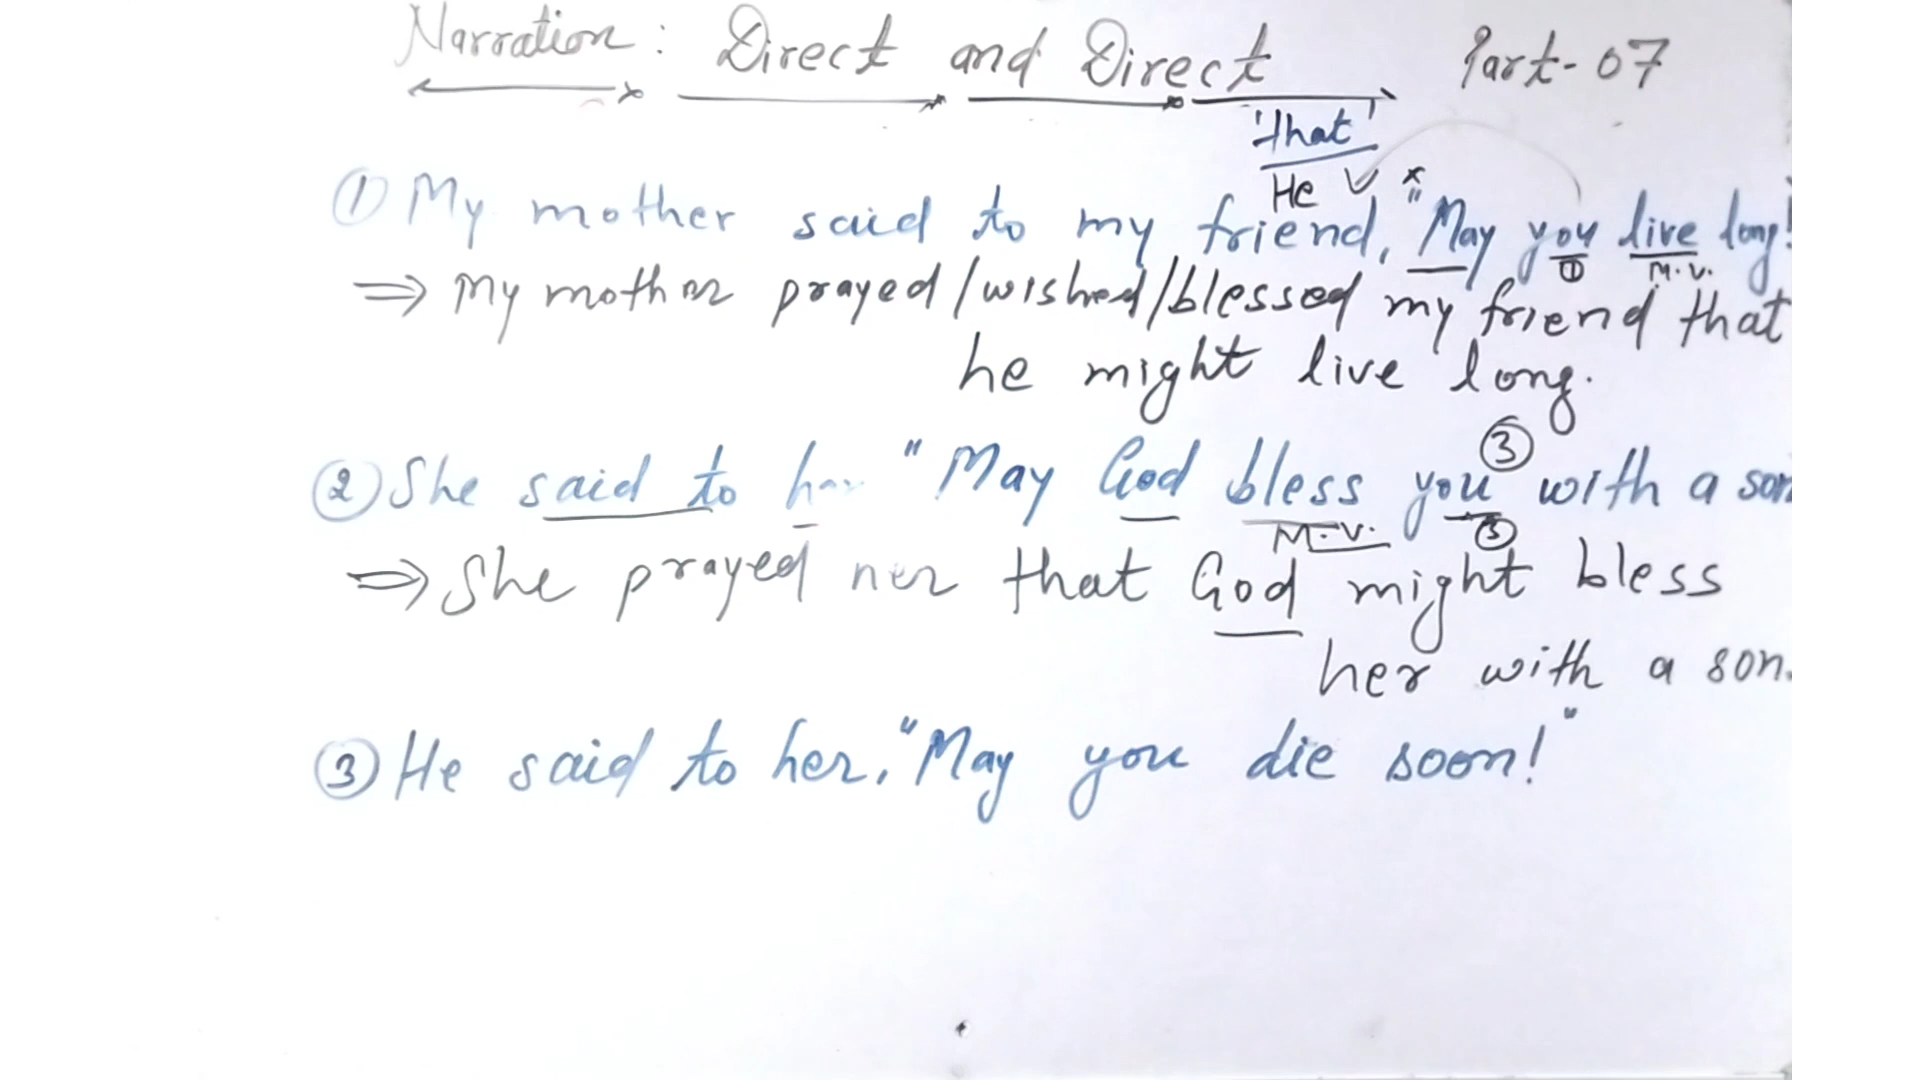 Narration: Direct and Direct Part-07
'that'
He
① My mother said to my friend, "May you live long!
① M.V.
⇒ My mother prayed/wished/blessed my friend that
he might live long.
③
② She said to her "May God bless you with a son
M.V. ③
⇒ She prayed her that God might bless
her with a son.
③ He said to her, "May you die soon!"